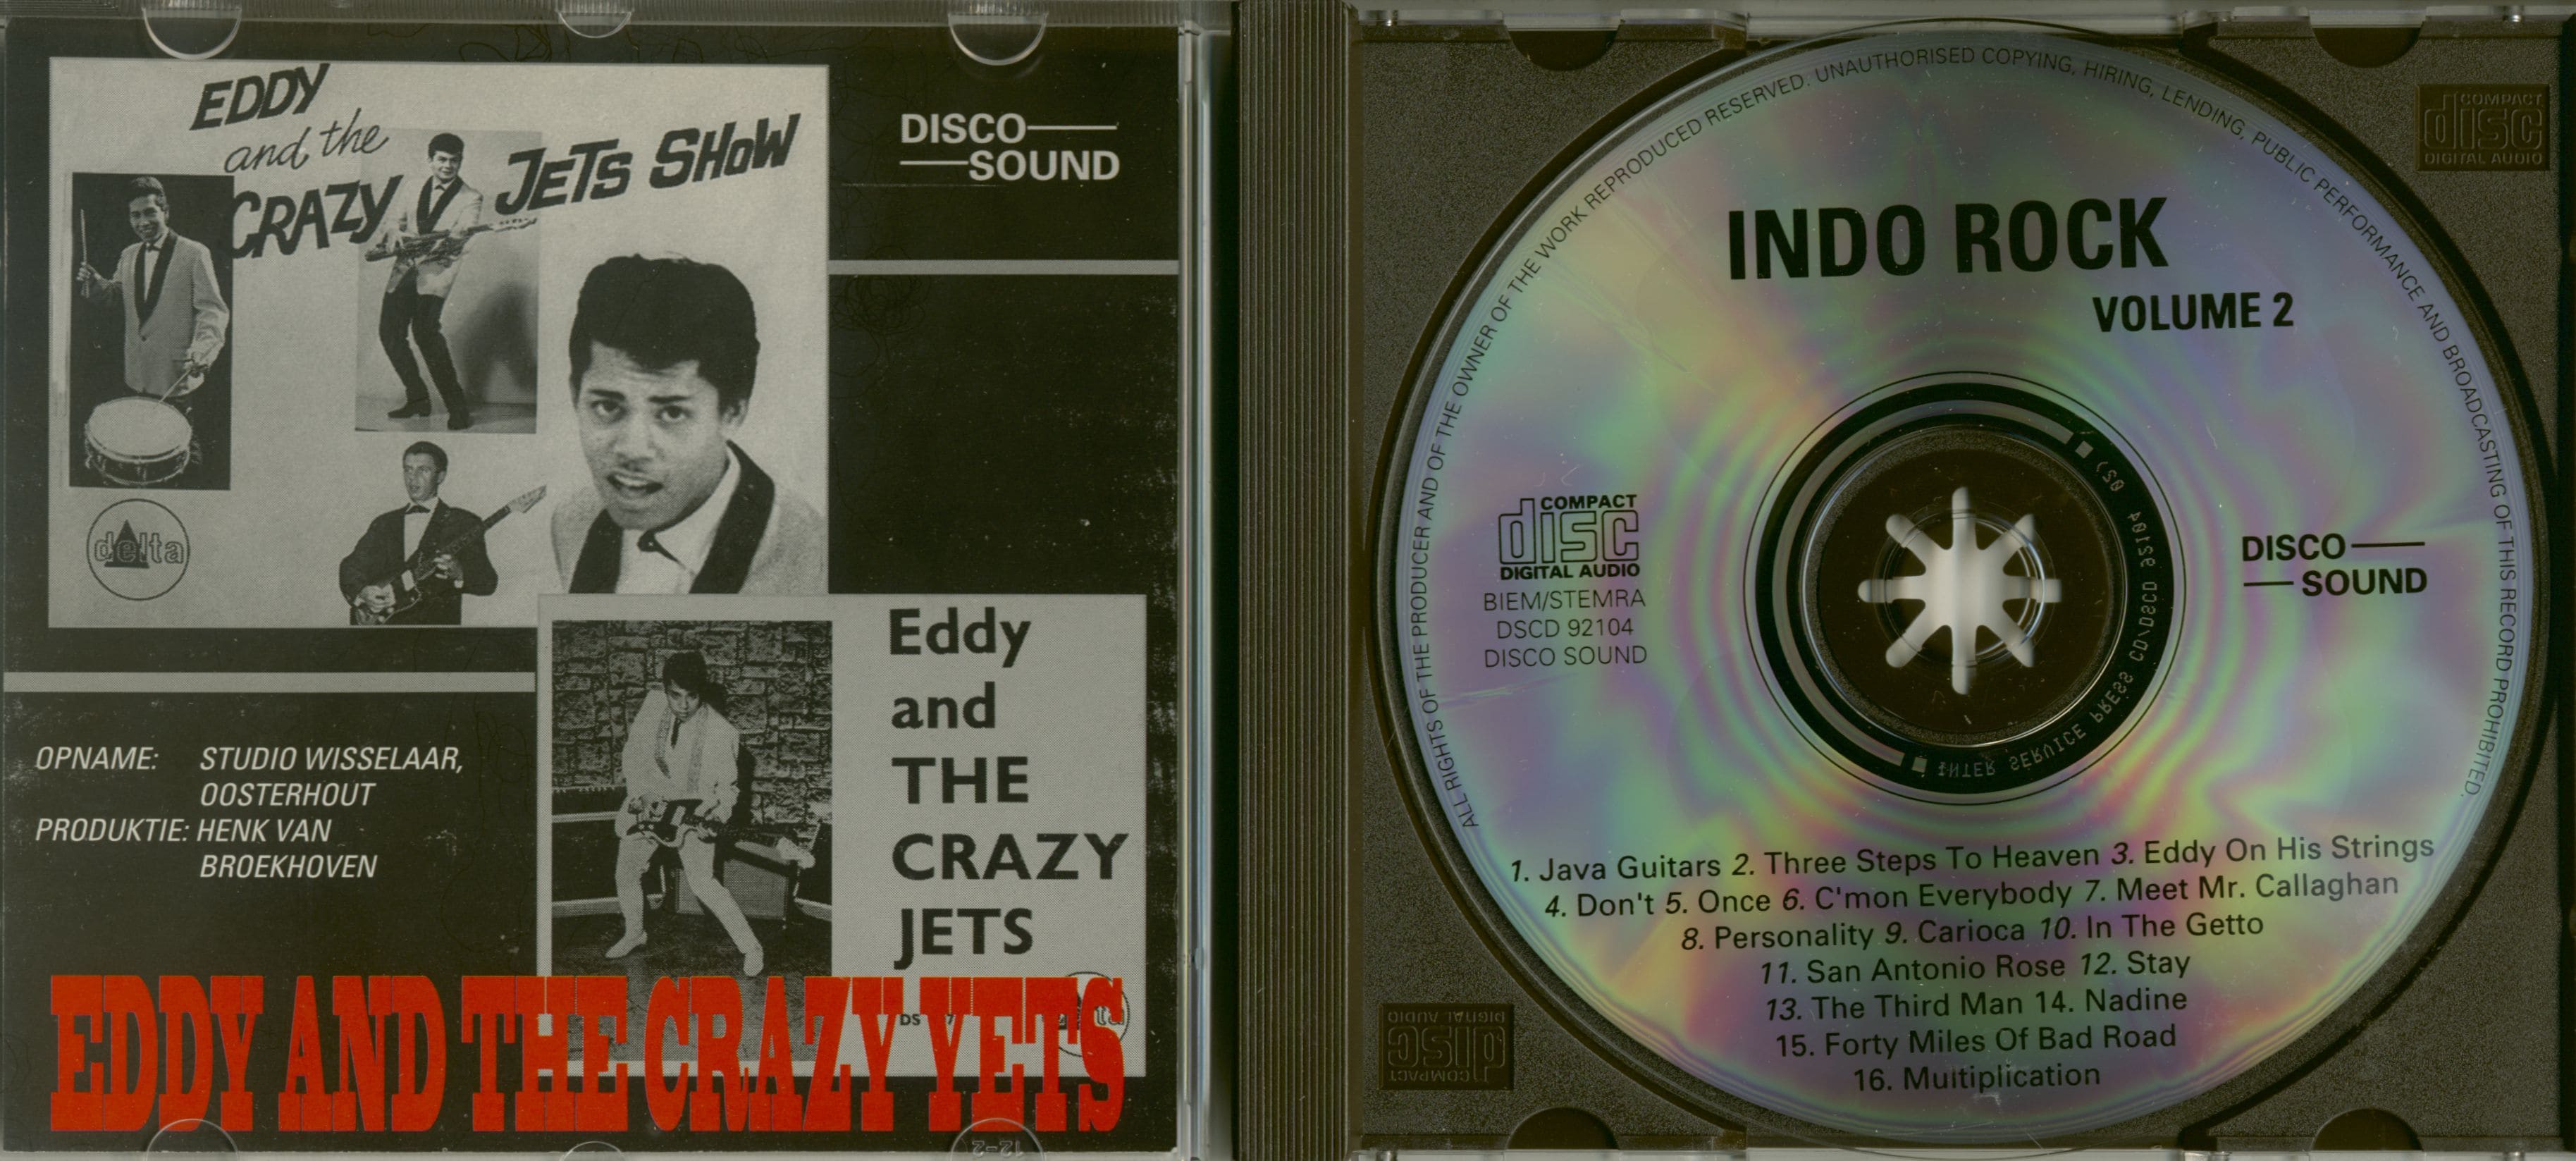 EDDY
and the
CRAZY JETS SHOW
delta
DISCO
SOUND
Eddy
and
THE
CRAZY
JETS
DS
OPNAME: STUDIO WISSELAAR,
OOSTERHOUT
PRODUKTIE: HENK VAN
BROEKHOVEN
EDDY AND THE CRAZY YETS
12-2
ALL RIGHTS OF THE PRODUCER AND OF THE OWNER OF THE WORK REPRODUCED RESERVED. UNAUTHORISED COPYING, HIRING, LENDING, PUBLIC PERFORMANCE AND BROADCASTING OF THIS RECORD PROHIBITED.
INDO ROCK
VOLUME 2
COMPACT
disc
DIGITAL AUDIO
BIEM/STEMRA
DSCD 92104
DISCO SOUND
DISCO
SOUND
INTER SERVICE PRESS CD/DSCD 92104
1. Java Guitars 2. Three Steps To Heaven 3. Eddy On His Strings
4. Don't 5. Once 6. C'mon Everybody 7. Meet Mr. Callaghan
8. Personality 9. Carioca 10. In The Getto
11. San Antonio Rose 12. Stay
13. The Third Man 14. Nadine
15. Forty Miles Of Bad Road
16. Multiplication
COMPACT
disc
DIGITAL AUDIO
COMPACT
disc
DIGITAL AUDIO